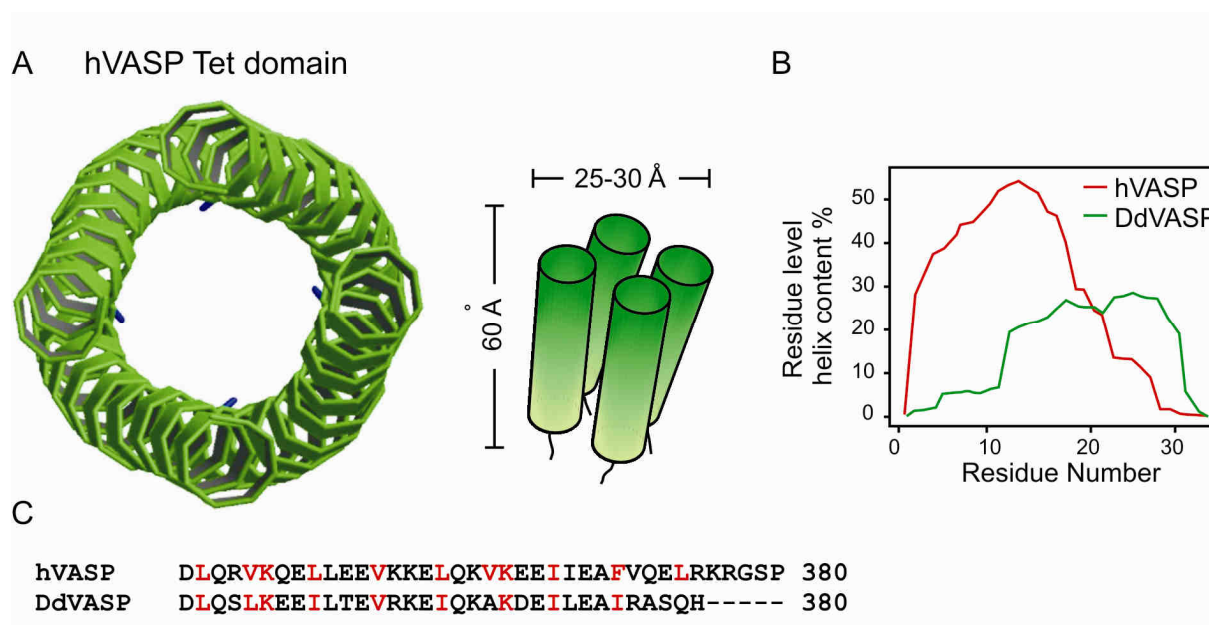 A hVASP Tet domain
B
25-30 Å
60 Å
Residue level
helix content %
50
40
30
20
10
0
hVASP
DdVASP
0 10 20 30
Residue Number
C
hVASP DLQRVKQELLEEVKKELQKVKEEIIEAFVQELRKRGSP 380
DdVASP DLQSLKEEILTEVRKEIQKAKDEILEAIRASQH----- 380